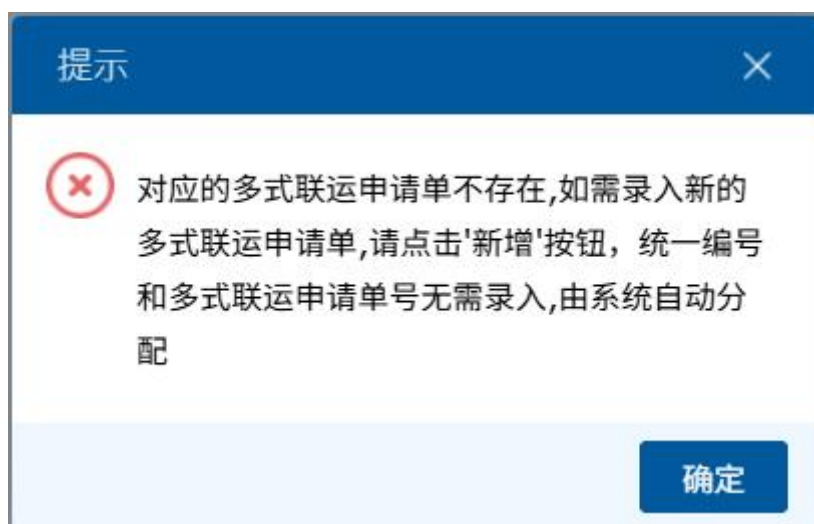 提示
对应的多式联运申请单不存在,如需录入新的
多式联运申请单,请点击'新增'按钮，统一编号
和多式联运申请单号无需录入,由系统自动分
配
确定